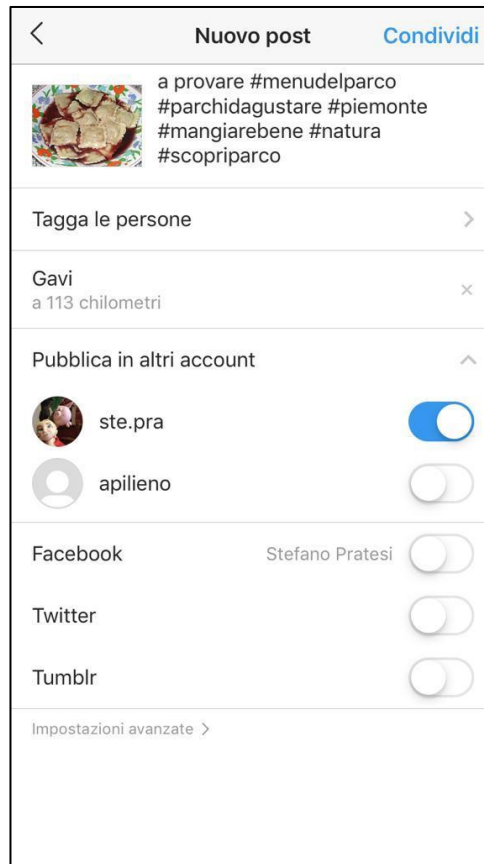 Nuovo post
Condividi
a provare #menudelparco
#parchidagustare #piemonte
#mangiarebene #natura
#scopriparco
Tagga le persone
Gavi
a 113 chilometri
Pubblica in altri account
ste.pra
apilieno
Facebook
Stefano Pratesi
Twitter
Tumblr
Impostazioni avanzate